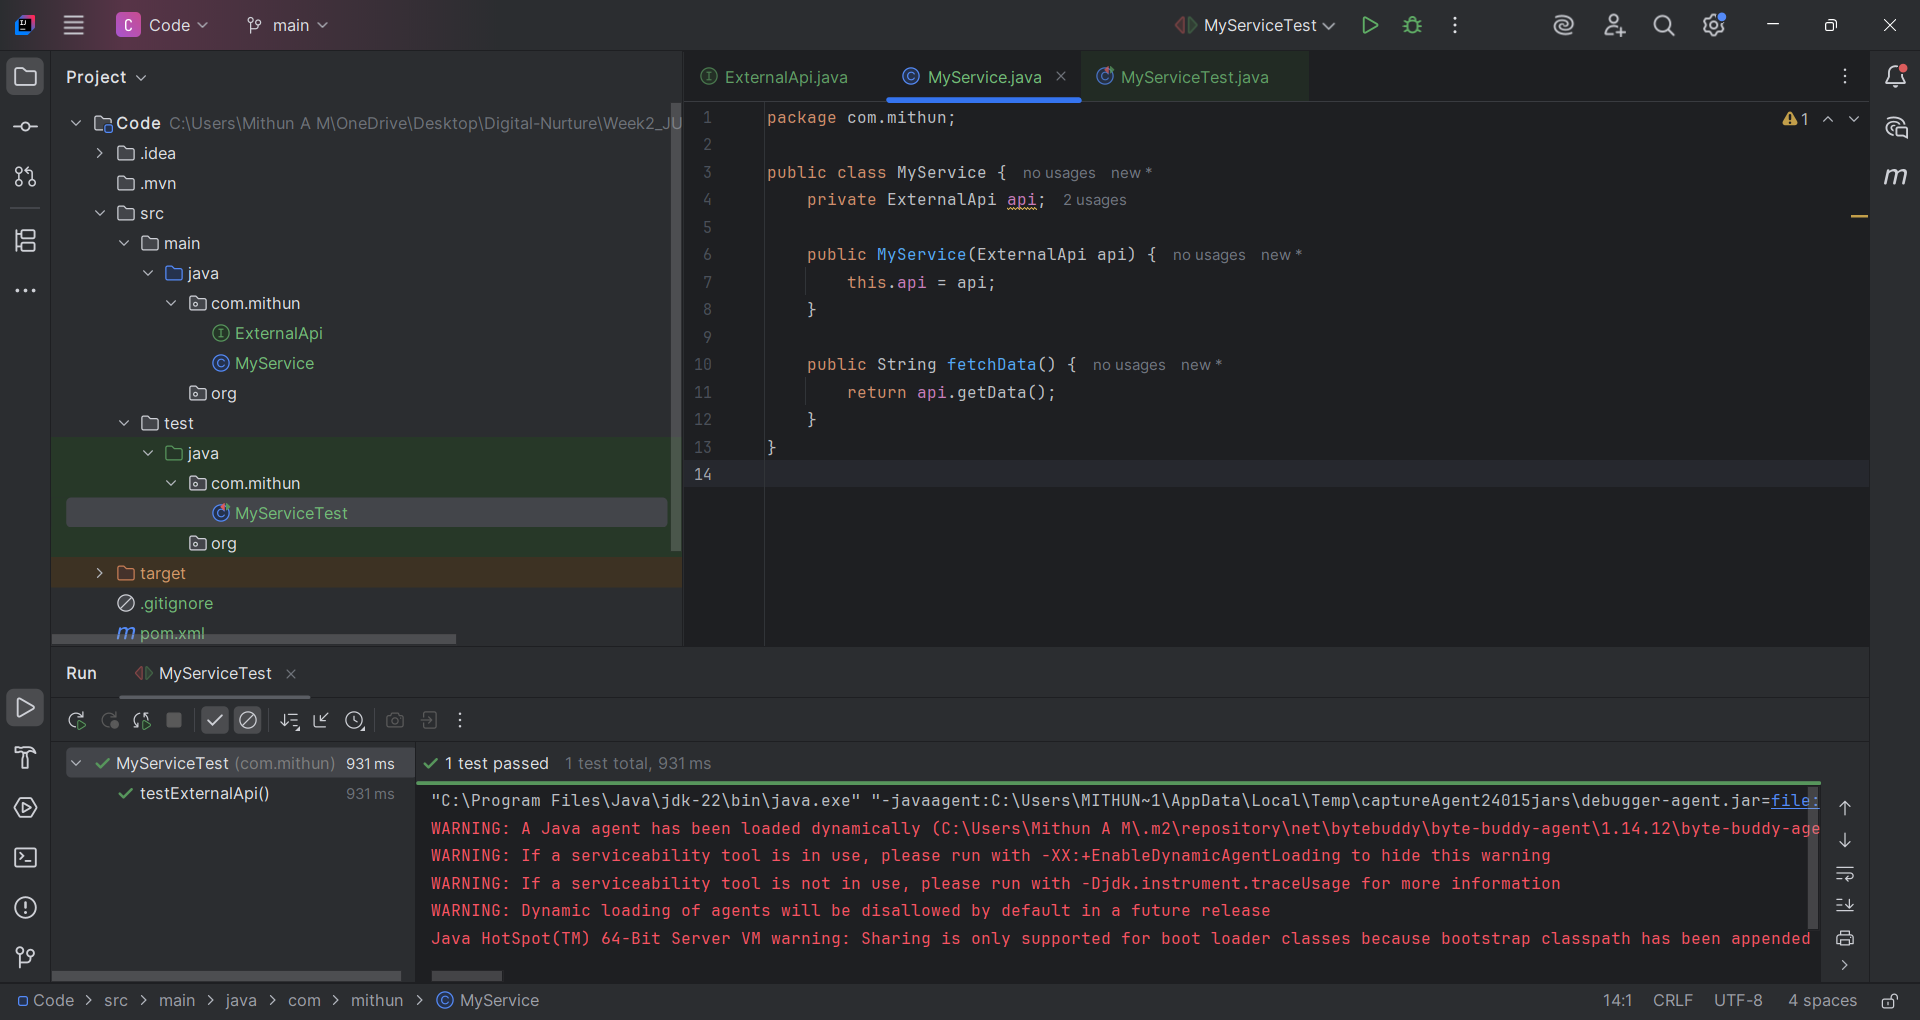 C Code main MyServiceTest
Project
Code C:\Users\Mithun A M\OneDrive\Desktop\Digital-Nurture\Week2_JU
.idea
.mvn
src
main
java
com.mithun
ExternalApi
MyService
org
test
java
com.mithun
MyServiceTest
org
target
.gitignore
pom.xml
ExternalApi.java MyService.java MyServiceTest.java
1 package com.mithun;
2
3 public class MyService { no usages new *
4 private ExternalApi api; 2 usages
5
6 public MyService(ExternalApi api) { no usages new *
7 this.api = api;
8 }
9
10 public String fetchData() { no usages new *
11 return api.getData();
12 }
13 }
14
1
Run MyServiceTest
MyServiceTest (com.mithun) 931 ms
testExternalApi() 931 ms
1 test passed 1 test total, 931 ms
"C:\Program Files\Java\jdk-22\bin\java.exe" "-javaagent:C:\Users\MITHUN~1\AppData\Local\Temp\captureAgent24015jars\debugger-agent.jar=file:
WARNING: A Java agent has been loaded dynamically (C:\Users\Mithun A M\.m2\repository\net\bytebuddy\byte-buddy-agent\1.14.12\byte-buddy-age
WARNING: If a serviceability tool is in use, please run with -XX:+EnableDynamicAgentLoading to hide this warning
WARNING: If a serviceability tool is not in use, please run with -Djdk.instrument.traceUsage for more information
WARNING: Dynamic loading of agents will be disallowed by default in a future release
Java HotSpot(TM) 64-Bit Server VM warning: Sharing is only supported for boot loader classes because bootstrap classpath has been appended
Code > src > main > java > com > mithun > MyService
14:1 CRLF UTF-8 4 spaces